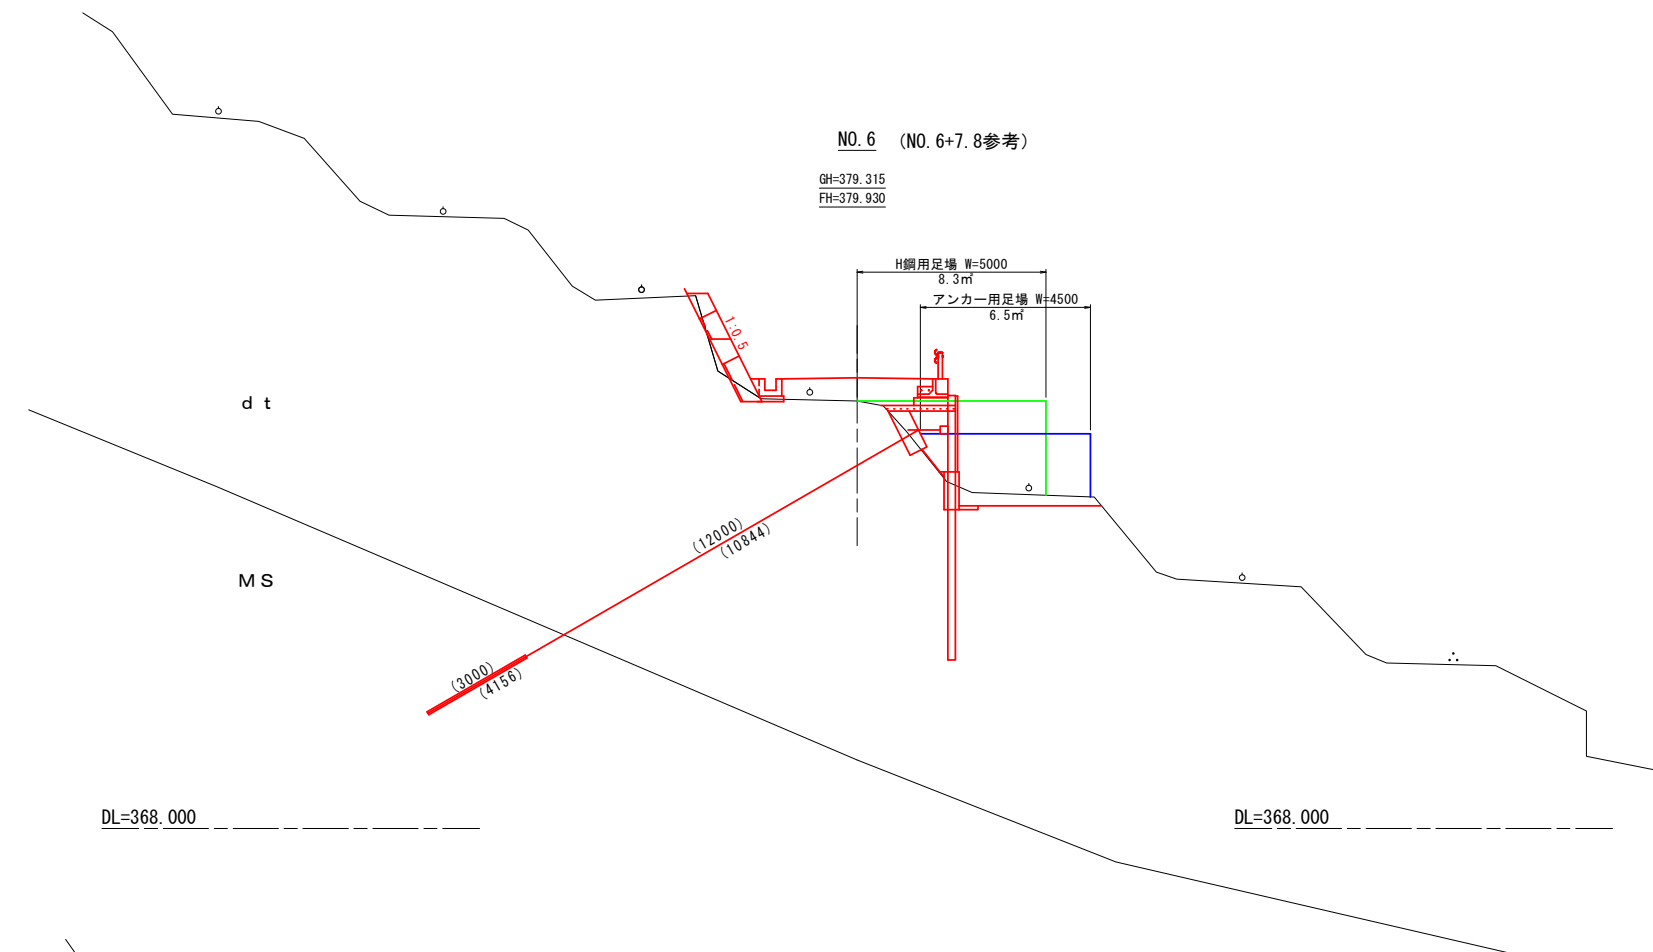 NO.6 (NO.6+7.8参考)
GH=379.315
FH=379.930
H鋼用足場 W=5000
8.3㎡
アンカー用足場 W=4500
6.5㎡
1:0.5
dt
(12000)
(10844)
MS
(3000)
(4156)
DL=368.000
DL=368.000